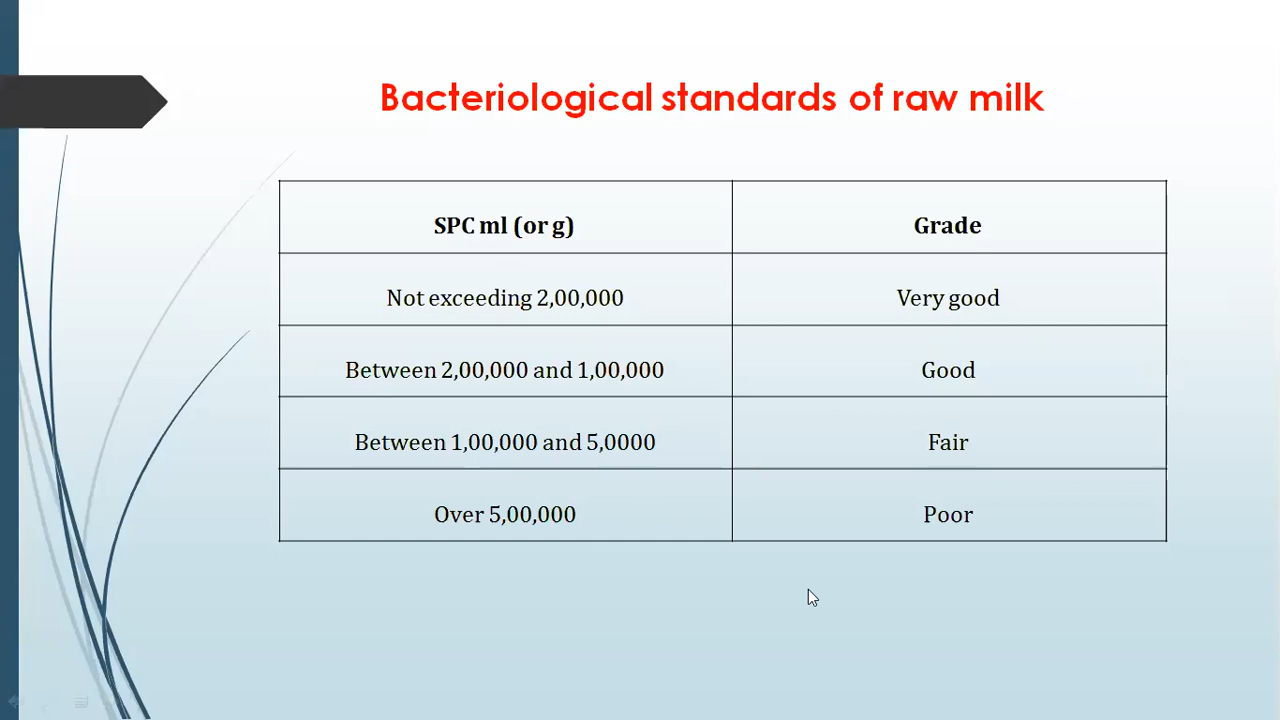 Bacteriological standards of raw milk
SPC ml (or g) Grade
Not exceeding 2,00,000 Very good
Between 2,00,000 and 1,00,000 Good
Between 1,00,000 and 5,0000 Fair
Over 5,00,000 Poor